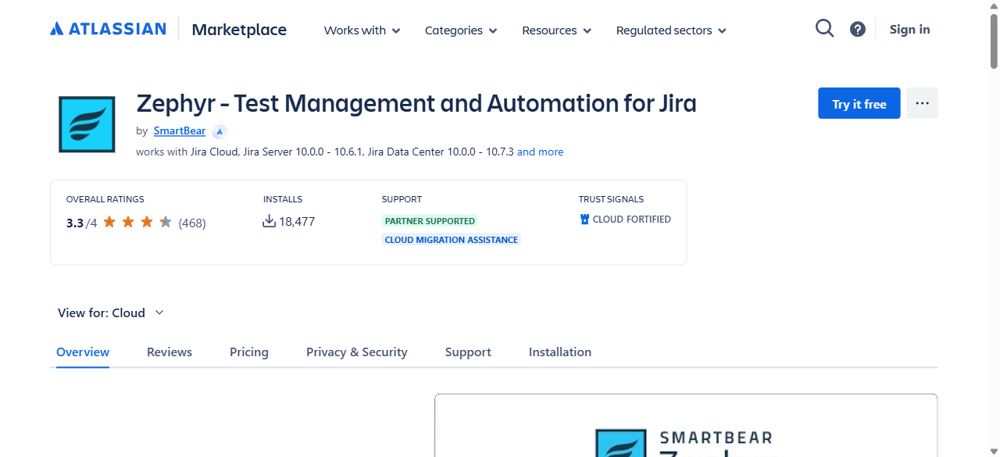 ATLASSIAN Marketplace Works with Categories Resources Regulated sectors Sign in
Zephyr - Test Management and Automation for Jira
Try it free
by SmartBear
works with Jira Cloud, Jira Server 10.0.0 - 10.6.1, Jira Data Center 10.0.0 - 10.7.3 and more
OVERALL RATINGS INSTALLS SUPPORT TRUST SIGNALS
3.3/4 (468) 18,477 PARTNER SUPPORTED CLOUD FORTIFIED
CLOUD MIGRATION ASSISTANCE
View for: Cloud
Overview Reviews Pricing Privacy & Security Support Installation
SMARTBEAR